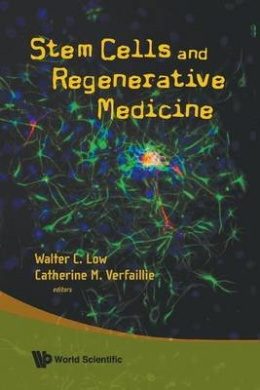 Stem Cells and
Regenerative
Medicine
Walter C. Low
Catherine M. Verfaillie
editors
World Scientific